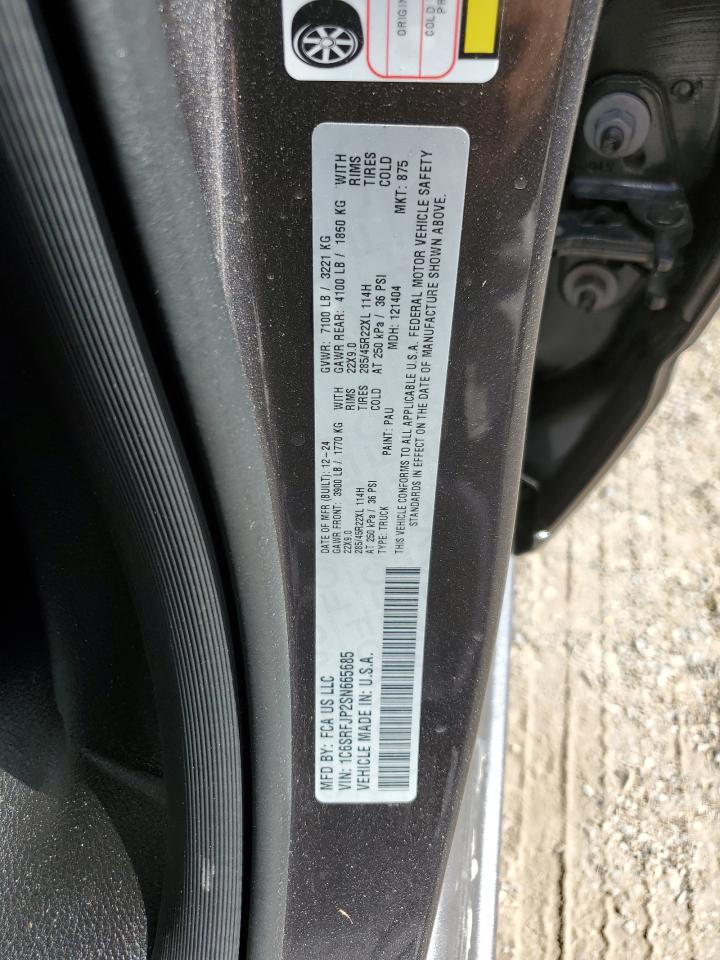 ORIGIN
COLD
PR
MFD BY: FCA US LLC
VIN: 1C6SRFJP2SN665685
VEHICLE MADE IN: U.S.A.
DATE OF MFR (BUILT): 12-24
GAWR FRONT: 3900 LB / 1770 KG WITH
22X9.0 RIMS
285/45R22XL 114H TIRES
AT 250 kPa / 36 PSI COLD
TYPE: TRUCK PAINT: PAU
GVWR: 7100 LB / 3221 KG
GAWR REAR: 4100 LB / 1850 KG WITH
22X9.0 RIMS
285/45R22XL 114H TIRES
AT 250 kPa / 36 PSI COLD
MDH: 121404 MKT: 875
THIS VEHICLE CONFORMS TO ALL APPLICABLE U.S.A. FEDERAL MOTOR VEHICLE SAFETY
STANDARDS IN EFFECT ON THE DATE OF MANUFACTURE SHOWN ABOVE.